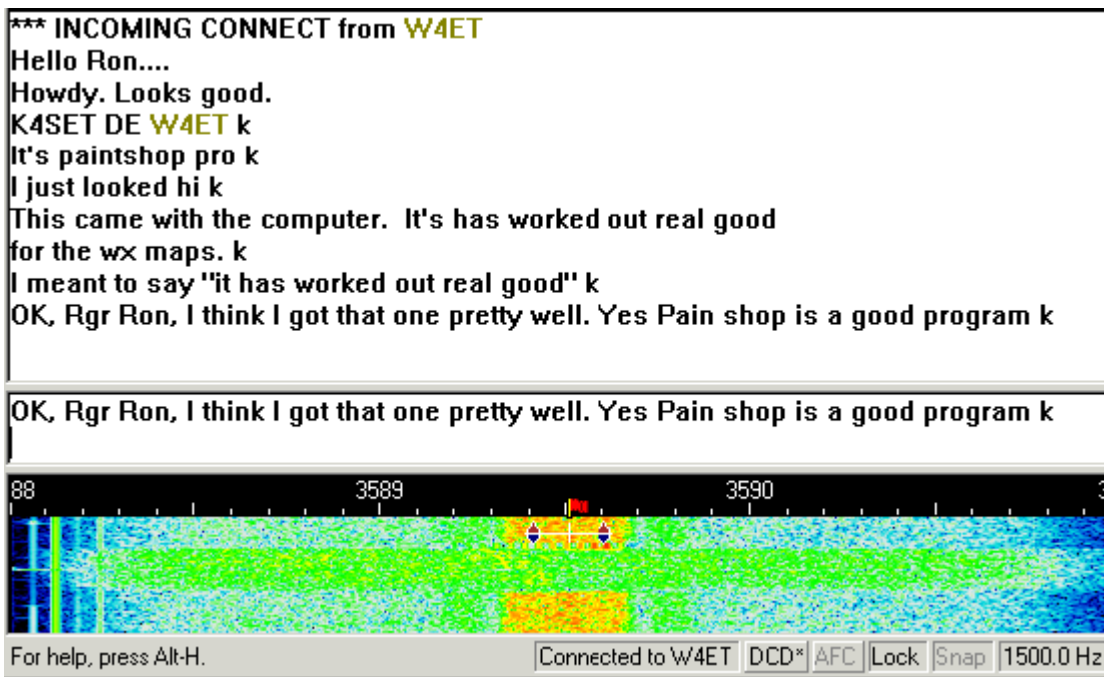 *** INCOMING CONNECT from W4ET
Hello Ron....
Howdy. Looks good.
K4SET DE W4ET k
It's paintshop pro k
I just looked hi k
This came with the computer.  It's has worked out real good
for the wx maps. k
I meant to say "it has worked out real good" k
OK, Rgr Ron, I think I got that one pretty well. Yes Pain shop is a good program k
OK, Rgr Ron, I think I got that one pretty well. Yes Pain shop is a good program k
88 3589 3590
For help, press Alt-H. Connected to W4ET DCD* AFC Lock Snap 1500.0 Hz